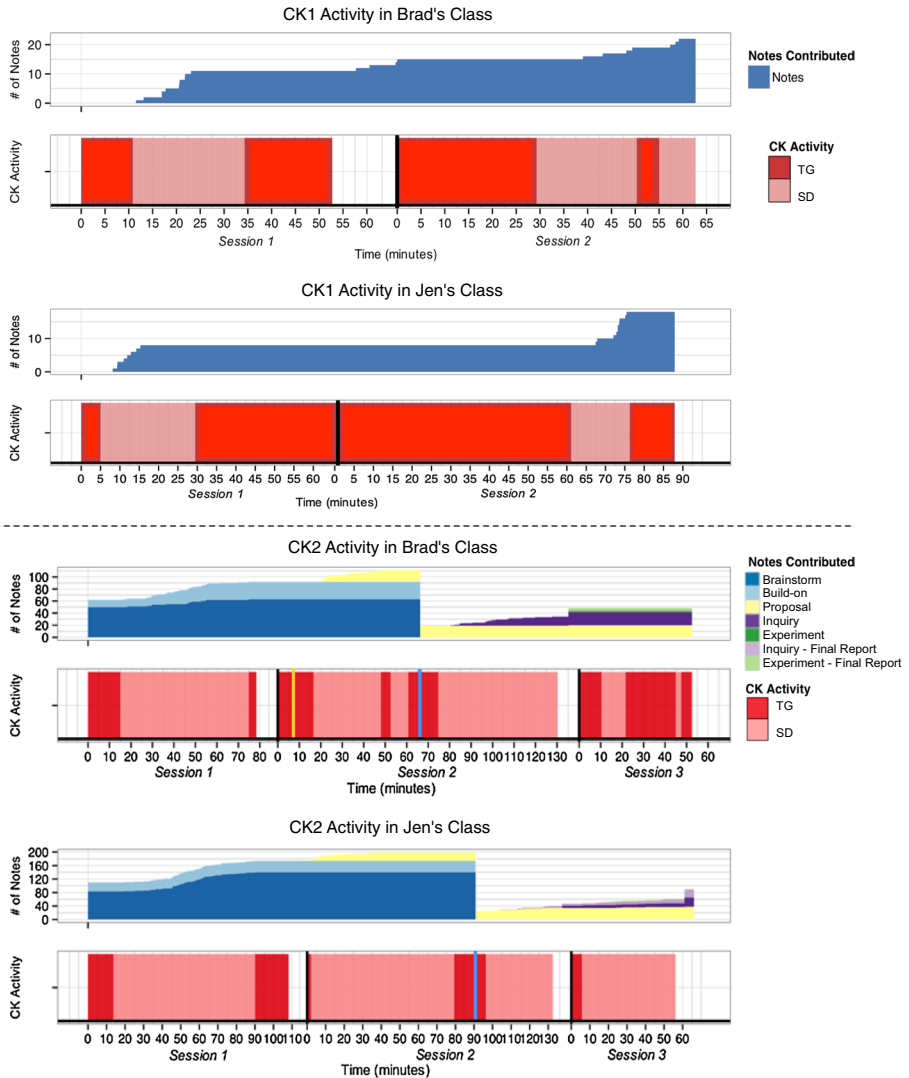 CK1 Activity in Brad's Class
# of Notes
20
10
0
Notes Contributed
Notes
CK Activity
CK Activity
TG
SD
0 5 10 15 20 25 30 35 40 45 50 55 60 0 5 10 15 20 25 30 35 40 45 50 55 60 65
Session 1 Session 2
Time (minutes)
CK1 Activity in Jen's Class
# of Notes
10
0
CK Activity
0 5 10 15 20 25 30 35 40 45 50 55 60 0 5 10 15 20 25 30 35 40 45 50 55 60 65 70 75 80 85 90
Session 1 Session 2
Time (minutes)
CK2 Activity in Brad's Class
# of Notes
100
80
60
40
20
0
Notes Contributed
Brainstorm
Build-on
Proposal
Inquiry
Experiment
Inquiry - Final Report
Experiment - Final Report
CK Activity
CK Activity
TG
SD
0 10 20 30 40 50 60 70 80 0 10 20 30 40 50 60 70 80 90 100 110 120 130 0 10 20 30 40 50 60
Session 1 Session 2 Session 3
Time (minutes)
CK2 Activity in Jen's Class
# of Notes
200
160
120
80
40
0
CK Activity
0 10 20 30 40 50 60 70 80 90 100 110 0 10 20 30 40 50 60 70 80 90 100 110 120 130 0 10 20 30 40 50 60
Session 1 Session 2 Session 3
Time (minutes)